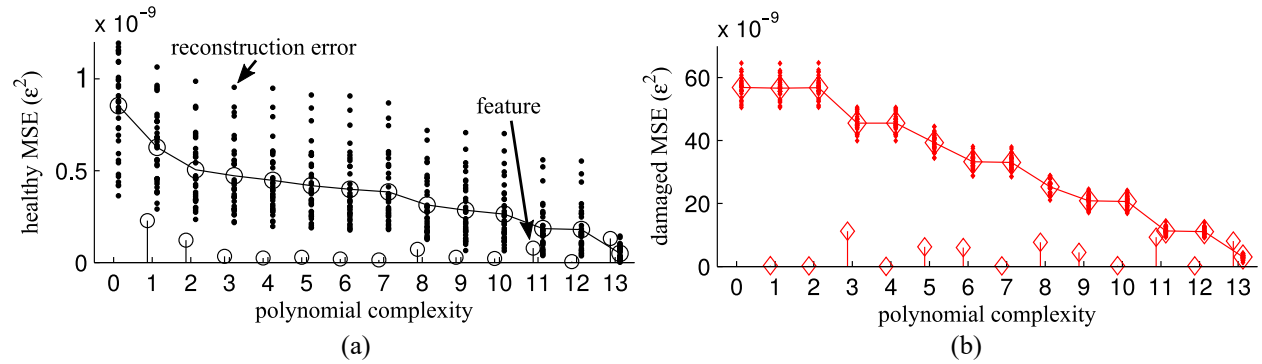 x 10⁻⁹
healthy MSE (ε²)
1
0.5
0
reconstruction error
feature
0 1 2 3 4 5 6 7 8 9 10 11 12 13
polynomial complexity
(a)
x 10⁻⁹
damaged MSE (ε²)
60
40
20
0
0 1 2 3 4 5 6 7 8 9 10 11 12 13
polynomial complexity
(b)